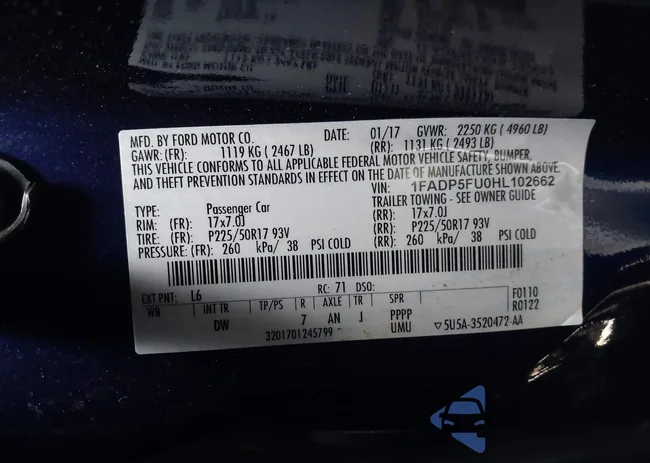 MFD. BY FORD MOTOR CO. DATE: 01/17 GVWR: 2250 KG ( 4960 LB)
GAWR: (FR): 1119 KG ( 2467 LB) (RR): 1131 KG ( 2493 LB)
THIS VEHICLE CONFORMS TO ALL APPLICABLE FEDERAL MOTOR VEHICLE SAFETY, BUMPER,
AND THEFT PREVENTION STANDARDS IN EFFECT ON THE DATE OF MANUFACTURE SHOWN ABOVE.
VIN: 1FADP5FU0HL102662
TYPE: Passenger Car TRAILER TOWING - SEE OWNER GUIDE
RIM: (FR): 17x7.0J (RR): 17x7.0J
TIRE: (FR): P225/50R17 93V (RR): P225/50R17 93V
PRESSURE: (FR): 260 kPa/ 38 PSI COLD (RR): 260 kPa/ 38 PSI COLD
EXT PNT: L6 RC: 71 DSO: F0110
WB INT TR TP/PS R AXLE TR SPR R0122
DW 7 AN J PPPP
3201701245799 UMU ▽5U5A-3520472-AA